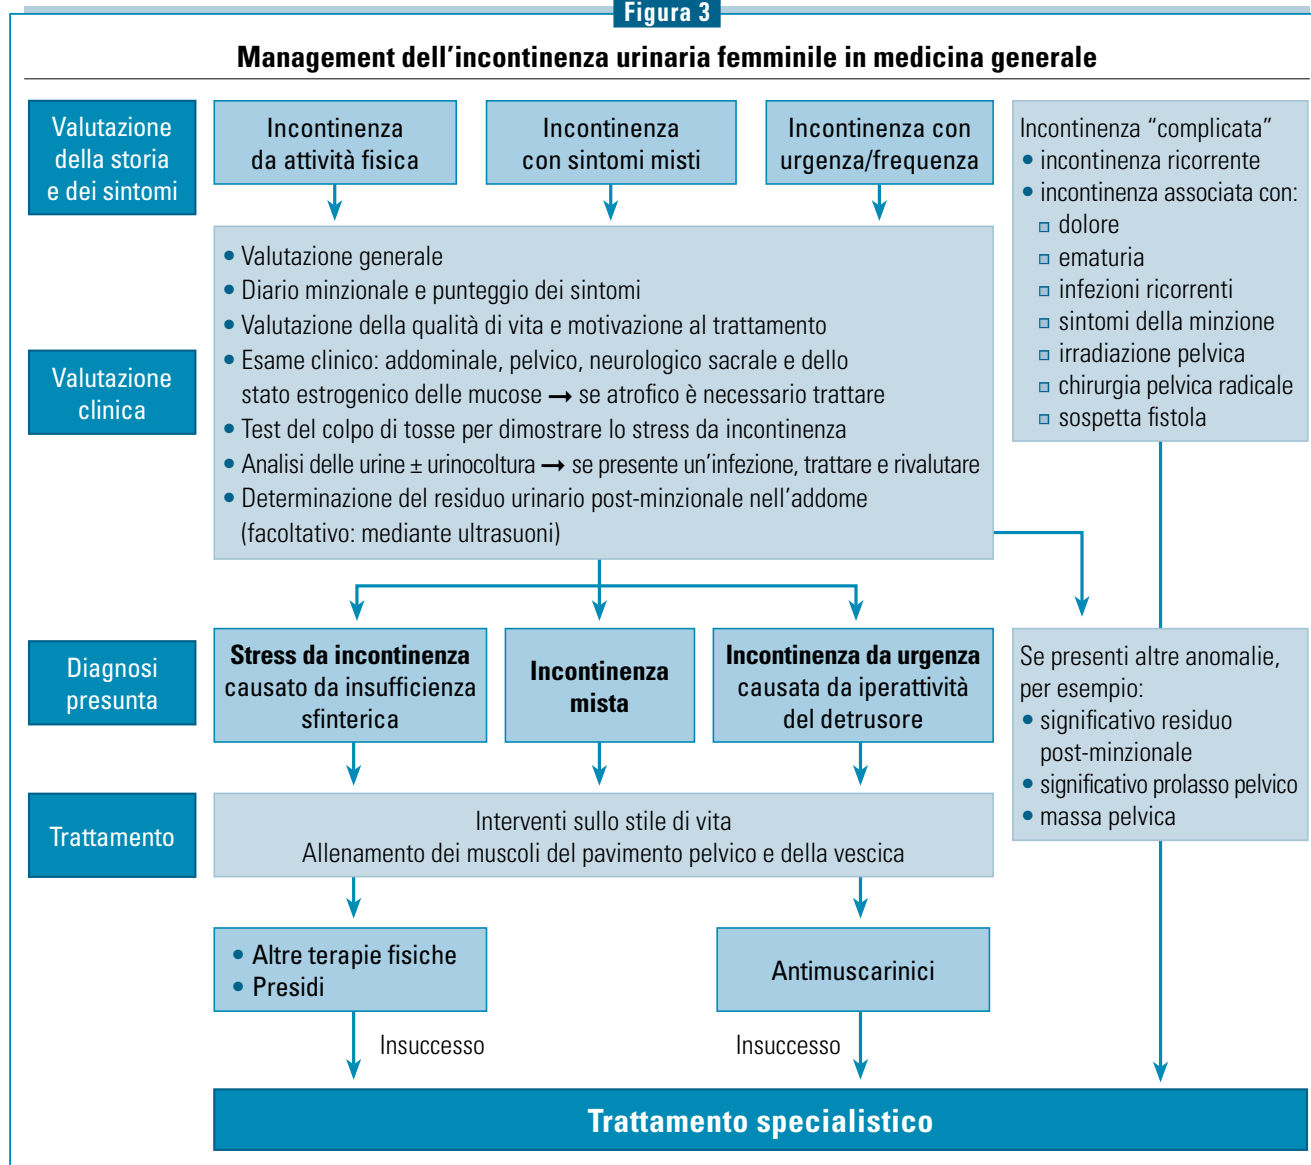 Figura 3
Management dell'incontinenza urinaria femminile in medicina generale
Valutazione
della storia
e dei sintomi
Incontinenza
da attività fisica
Incontinenza
con sintomi misti
Incontinenza con
urgenza/frequenza
Incontinenza “complicata”
• incontinenza ricorrente
• incontinenza associata con:
▫ dolore
▫ ematuria
▫ infezioni ricorrenti
▫ sintomi della minzione
▫ irradiazione pelvica
▫ chirurgia pelvica radicale
▫ sospetta fistola
Valutazione
clinica
• Valutazione generale
• Diario minzionale e punteggio dei sintomi
• Valutazione della qualità di vita e motivazione al trattamento
• Esame clinico: addominale, pelvico, neurologico sacrale e dello
stato estrogenico delle mucose → se atrofico è necessario trattare
• Test del colpo di tosse per dimostrare lo stress da incontinenza
• Analisi delle urine ± urinocoltura → se presente un'infezione, trattare e rivalutare
• Determinazione del residuo urinario post-minzionale nell'addome
(facoltativo: mediante ultrasuoni)
Diagnosi
presunta
Stress da incontinenza
causato da insufficienza
sfinterica
Incontinenza
mista
Incontinenza da urgenza
causata da iperattività
del detrusore
Se presenti altre anomalie,
per esempio:
• significativo residuo
post-minzionale
• significativo prolasso pelvico
• massa pelvica
Trattamento
Interventi sullo stile di vita
Allenamento dei muscoli del pavimento pelvico e della vescica
• Altre terapie fisiche
• Presidi
Antimuscarinici
Insuccesso
Insuccesso
Trattamento specialistico